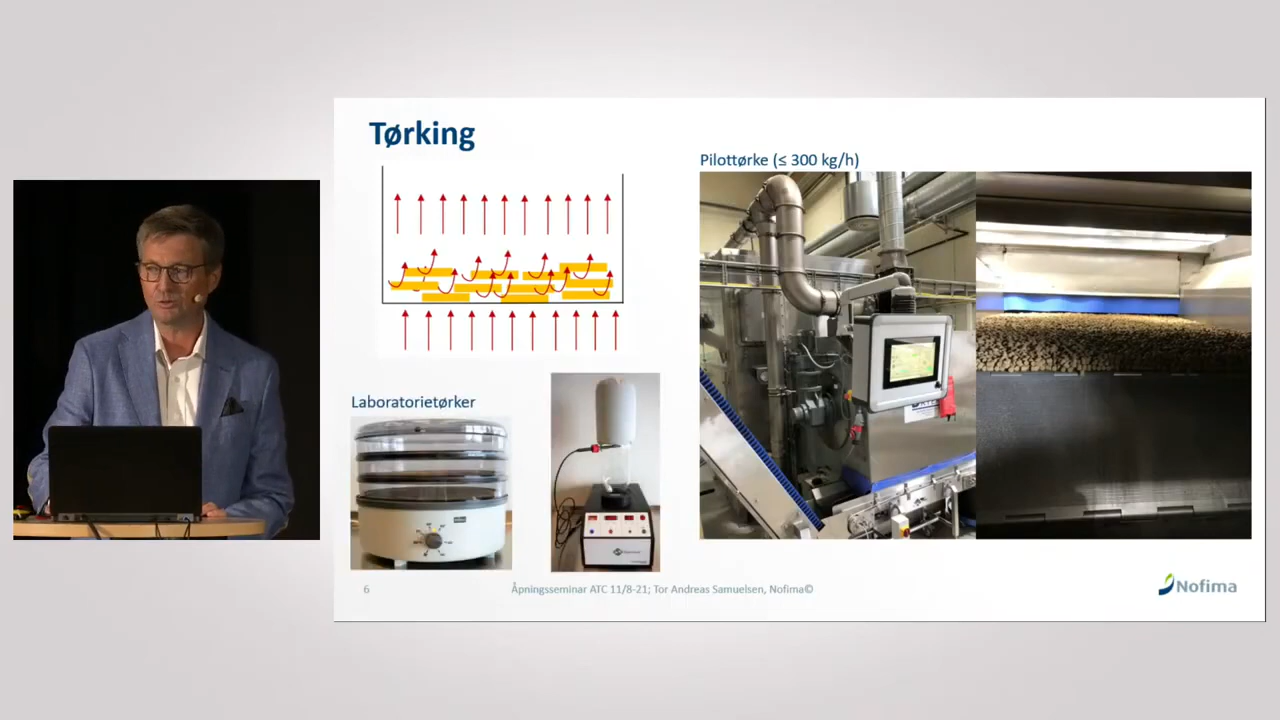 Tørking
Pilottørke (≤ 300 kg/h)
Laboratorietørker
6
Åpningsseminar ATC 11/8-21; Tor Andreas Samuelsen, Nofima©
Nofima